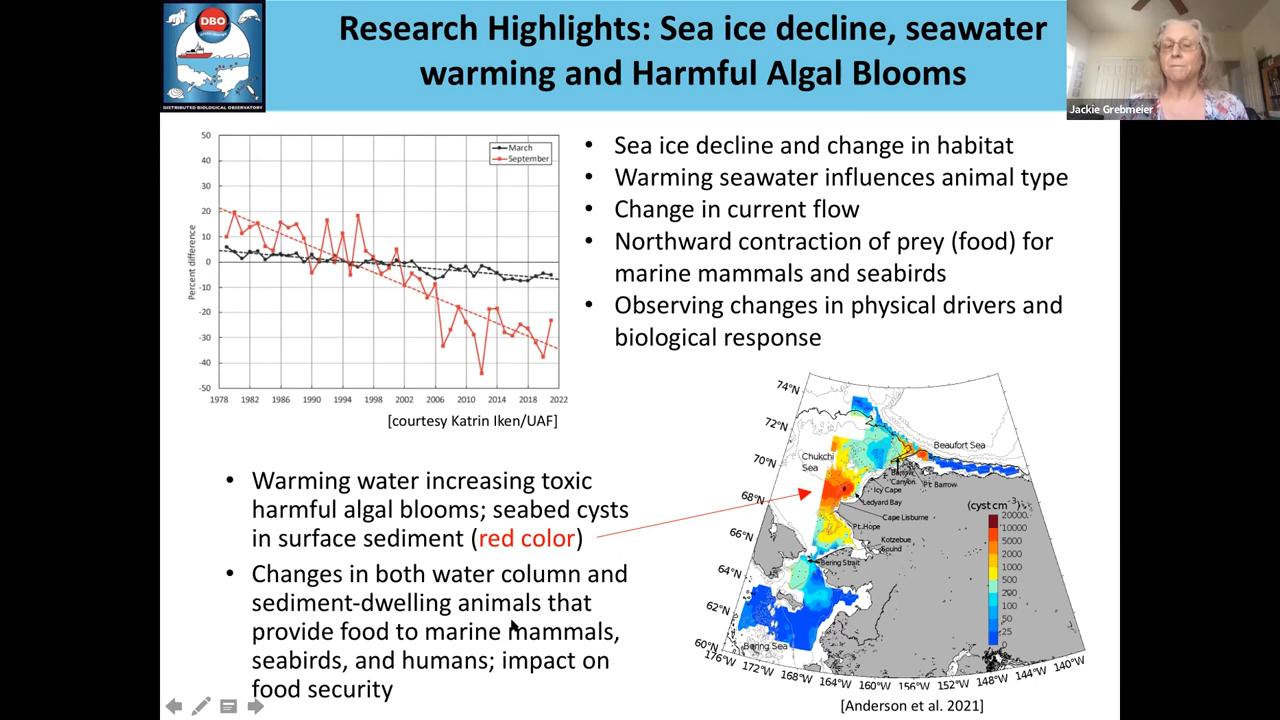 DBO
DISTRIBUTED BIOLOGICAL OBSERVATORY
Research Highlights: Sea ice decline, seawater
warming and Harmful Algal Blooms
Jackie Grebmeier
March
September
Percent difference
50
40
30
20
10
0
-10
-20
-30
-40
-50
1978 1982 1986 1990 1994 1998 2002 2006 2010 2014 2018 2022
[courtesy Katrin Iken/UAF]
• Sea ice decline and change in habitat
• Warming seawater influences animal type
• Change in current flow
• Northward contraction of prey (food) for
marine mammals and seabirds
• Observing changes in physical drivers and
biological response
• Warming water increasing toxic
harmful algal blooms; seabed cysts
in surface sediment (red color)
• Changes in both water column and
sediment-dwelling animals that
provide food to marine mammals,
seabirds, and humans; impact on
food security
74°N
72°N
70°N
68°N
66°N
64°N
62°N
60°N
Beaufort Sea
Chukchi
Sea
Barrow
Canyon
Pt. Barrow
Icy Cape
Ledyard Bay
Cape Lisburne
Pt. Hope
Kotzebue
Sound
Bering Strait
Bering Sea
(cyst cm⁻³)
20000
10000
5000
2000
1000
500
200
100
50
25
0
176°W 172°W 168°W 164°W 160°W 156°W 152°W 148°W 144°W 140°W
[Anderson et al. 2021]